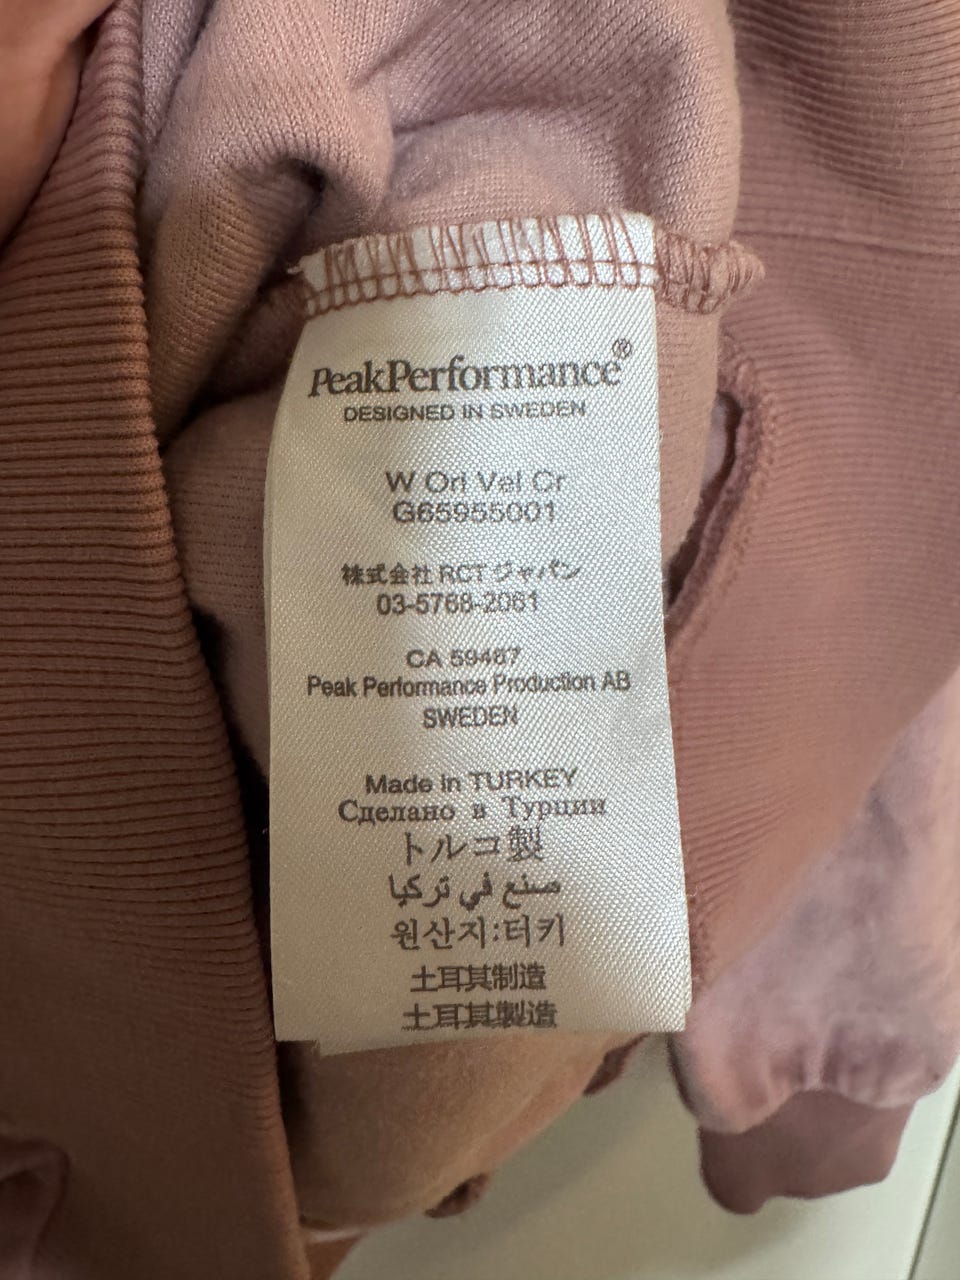 PeakPerformance®
DESIGNED IN SWEDEN
W Ori Vel Cr
G65955001
株式会社 RCT ジャパン
03-5768-2061
CA 59467
Peak Performance Production AB
SWEDEN
Made in TURKEY
Сделано в Турции
トルコ製
صنع في تركيا
원산지:터키
土耳其制造
土耳其製造